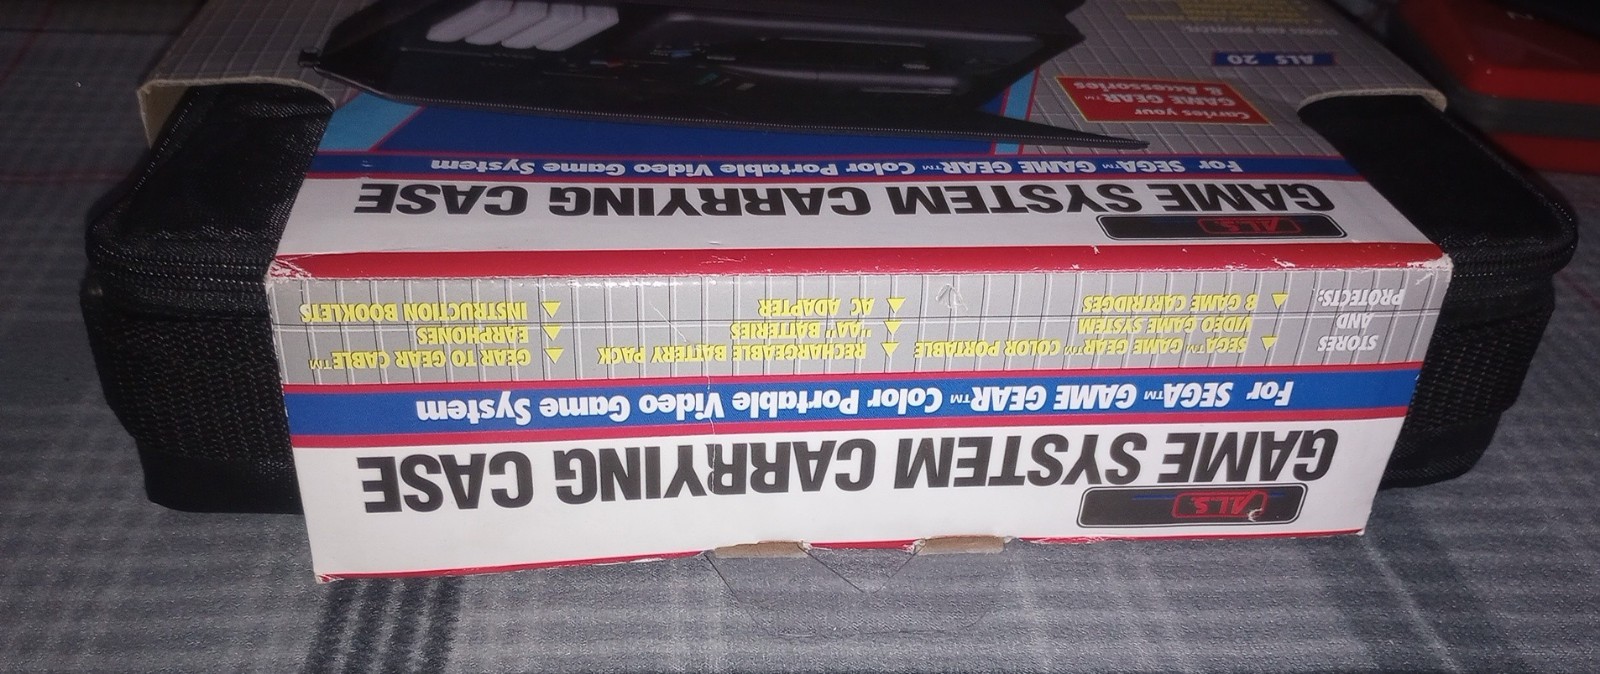 A.L.S.
GAME SYSTEM CARRYING CASE
For SEGA™ GAME GEAR™ Color Portable Video Game System
STORES
AND
PROTECTS:
SEGA™ GAME GEAR™ COLOR PORTABLE
VIDEO GAME SYSTEM
8 GAME CARTRIDGES
RECHARGEABLE BATTERY PACK
"AA" BATTERIES
AC ADAPTER
GEAR TO GEAR CABLE™
EARPHONES
INSTRUCTION BOOKLETS
A.L.S.
GAME SYSTEM CARRYING CASE
For SEGA™ GAME GEAR™ Color Portable Video Game System
Carries your
GAME GEAR™
& Accessories
ALS 20
STORES AND PROTECTS: